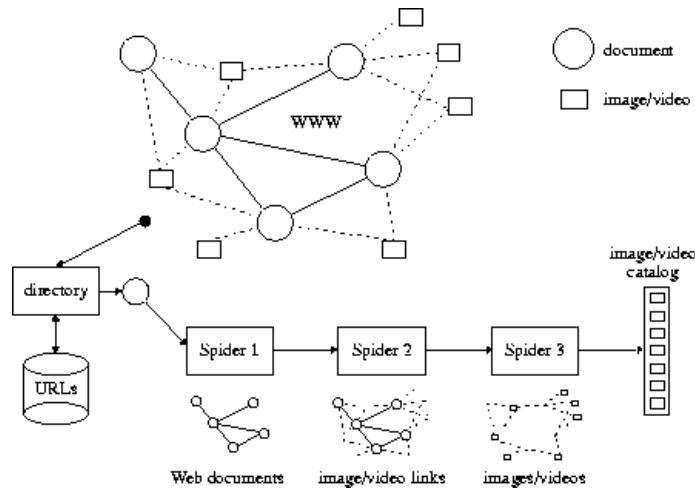 document
image/video
WWW
image/video
catalog
directory
Spider 1
Spider 2
Spider 3
URLs
Web documents
image/video links
images/videos